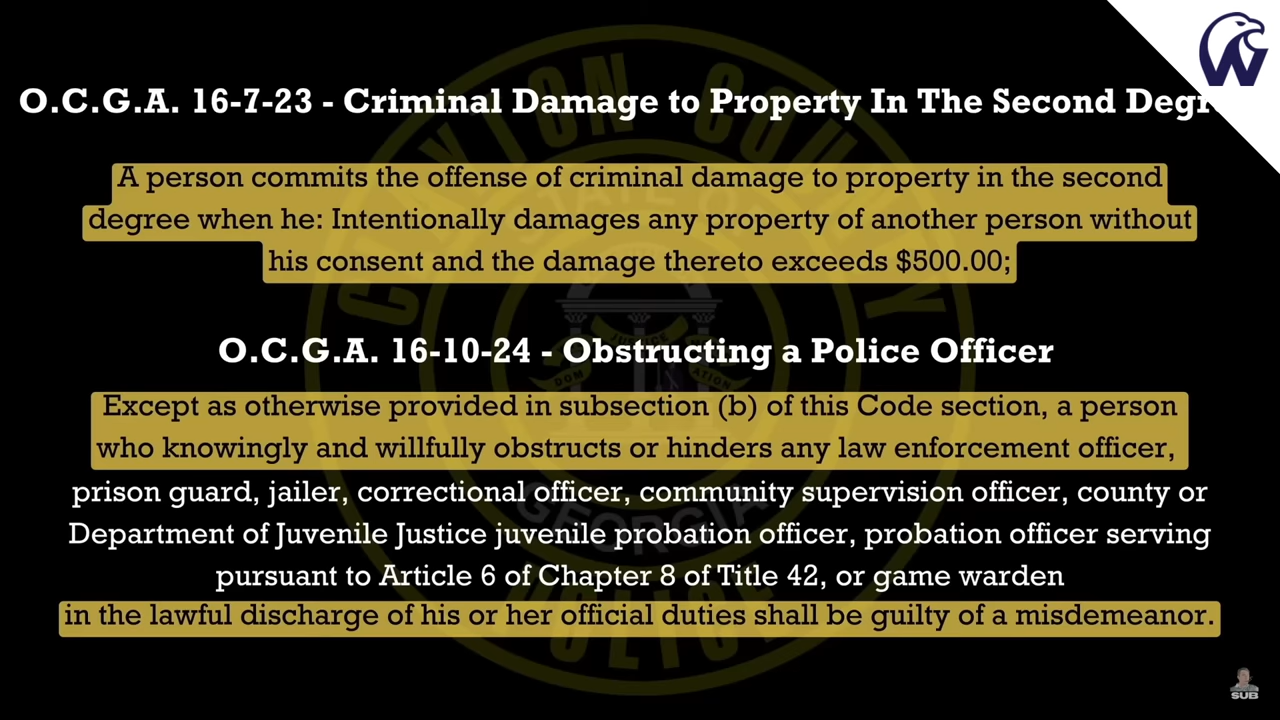 O.C.G.A. 16-7-23 - Criminal Damage to Property In The Second
A person commits the offense of criminal damage to property in the second
degree when he: Intentionally damages any property of another person without
his consent and the damage thereto exceeds $500.00;
O.C.G.A. 16-10-24 - Obstructing a Police Officer
Except as otherwise provided in subsection (b) of this Code section, a person
who knowingly and willfully obstructs or hinders any law enforcement officer,
prison guard, jailer, correctional officer, community supervision officer, county or
Department of Juvenile Justice juvenile probation officer, probation officer serving
pursuant to Article 6 of Chapter 8 of Title 42, or game warden
in the lawful discharge of his or her official duties shall be guilty of a misdemeanor.
CLAYTON COUNTY
GEORGIA
POLICE
W
SUB